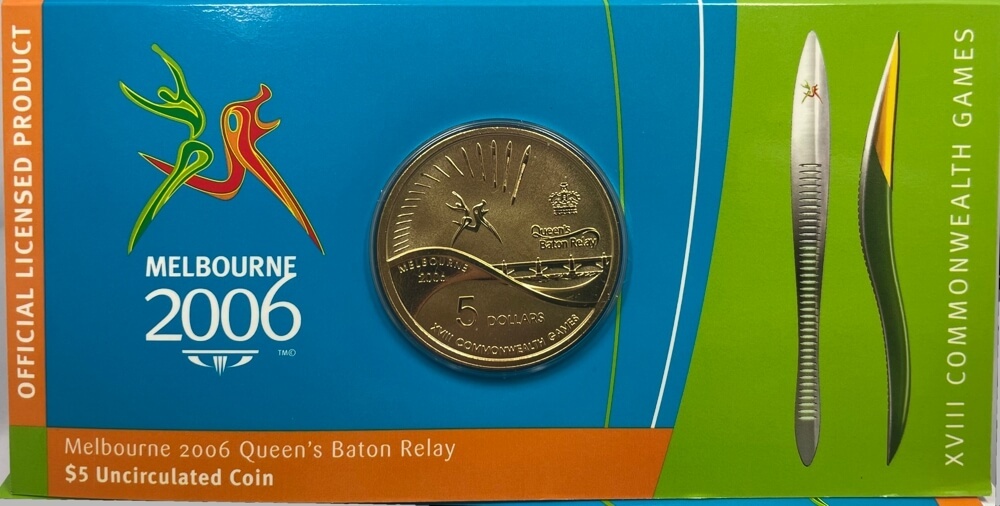 OFFICIAL LICENSED PRODUCT
MELBOURNE
2006
TM©
Queen's
Baton Relay
MELBOURNE
2006
5 DOLLARS
XVIII COMMONWEALTH GAMES
Melbourne 2006 Queen's Baton Relay
$5 Uncirculated Coin
XVIII COMMONWEALTH GAMES